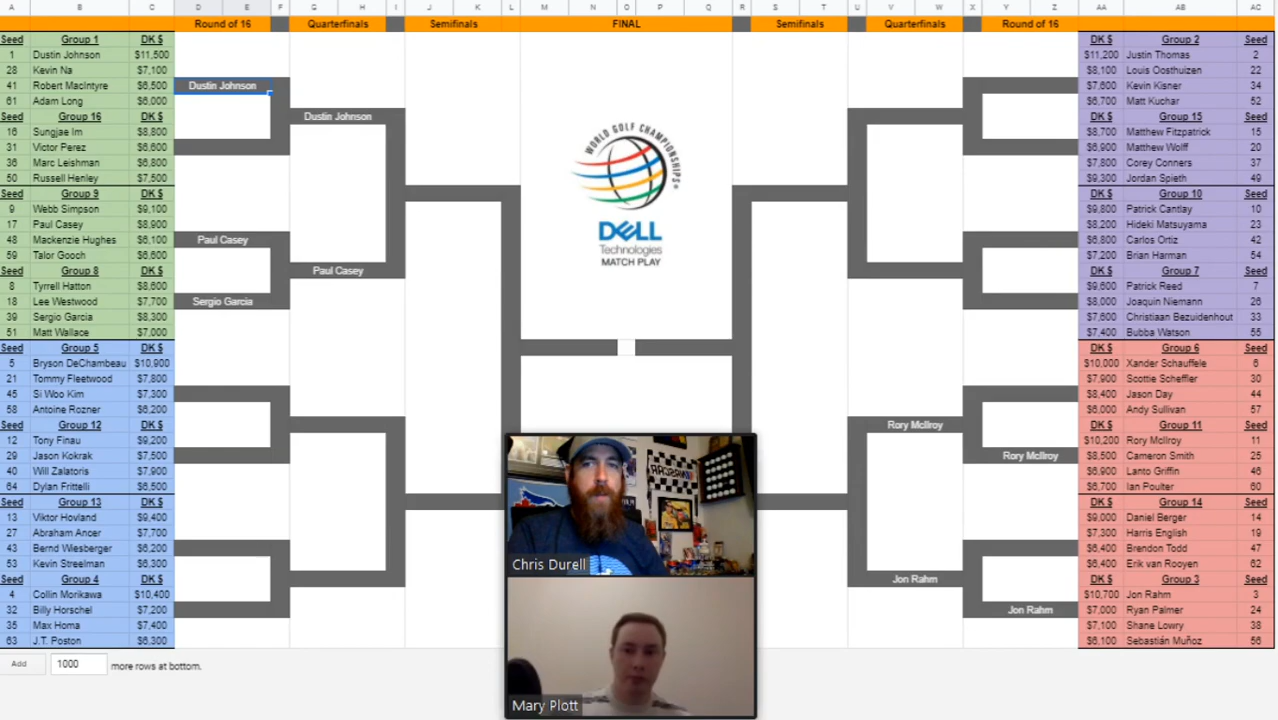 A B C D E F G H I J K L M N O P Q R S T U V W X Y Z AA AB AC
Round of 16 Quarterfinals Semifinals FINAL Semifinals Quarterfinals Round of 16
Seed Group 1 DK $
1 Dustin Johnson $11,500
28 Kevin Na $7,100
41 Robert MacIntyre $6,500
61 Adam Long $6,000
Seed Group 16 DK $
16 Sungjae Im $8,800
31 Victor Perez $6,600
36 Marc Leishman $6,800
50 Russell Henley $7,500
Seed Group 9 DK $
9 Webb Simpson $9,100
17 Paul Casey $8,900
48 Mackenzie Hughes $6,100
59 Talor Gooch $6,600
Seed Group 8 DK $
8 Tyrrell Hatton $8,600
18 Lee Westwood $7,700
39 Sergio Garcia $8,300
51 Matt Wallace $7,000
Seed Group 5 DK $
5 Bryson DeChambeau $10,900
21 Tommy Fleetwood $7,800
45 Si Woo Kim $7,300
58 Antoine Rozner $6,200
Seed Group 12 DK $
12 Tony Finau $9,200
29 Jason Kokrak $7,500
40 Will Zalatoris $7,900
64 Dylan Frittelli $6,500
Seed Group 13 DK $
13 Viktor Hovland $9,400
27 Abraham Ancer $7,700
43 Bernd Wiesberger $6,200
53 Kevin Streelman $6,300
Seed Group 4 DK $
4 Collin Morikawa $10,400
32 Billy Horschel $7,200
35 Max Homa $7,400
63 J.T. Poston $6,300
Dustin Johnson
Dustin Johnson
Paul Casey
Paul Casey
Sergio Garcia
WORLD GOLF CHAMPIONSHIPS
DELL
Technologies
MATCH PLAY
Rory McIlroy
Rory McIlroy
Jon Rahm
Jon Rahm
DK $ Group 2 Seed
$11,200 Justin Thomas 2
$8,100 Louis Oosthuizen 22
$7,600 Kevin Kisner 34
$6,700 Matt Kuchar 52
DK $ Group 15 Seed
$8,700 Matthew Fitzpatrick 15
$6,900 Matthew Wolff 20
$7,800 Corey Conners 37
$9,300 Jordan Spieth 49
DK $ Group 10 Seed
$9,800 Patrick Cantlay 10
$8,200 Hideki Matsuyama 23
$6,800 Carlos Ortiz 42
$7,200 Brian Harman 54
DK $ Group 7 Seed
$9,600 Patrick Reed 7
$8,000 Joaquin Niemann 26
$7,600 Christiaan Bezuidenhout 33
$7,400 Bubba Watson 55
DK $ Group 6 Seed
$10,000 Xander Schauffele 6
$7,900 Scottie Scheffler 30
$8,400 Jason Day 44
$6,000 Andy Sullivan 57
DK $ Group 11 Seed
$10,200 Rory McIlroy 11
$8,500 Cameron Smith 25
$6,900 Lanto Griffin 46
$6,700 Ian Poulter 60
DK $ Group 14 Seed
$9,000 Daniel Berger 14
$7,300 Harris English 19
$6,400 Brendon Todd 47
$6,400 Erik van Rooyen 62
DK $ Group 3 Seed
$10,700 Jon Rahm 3
$7,000 Ryan Palmer 24
$7,100 Shane Lowry 38
$6,100 Sebastián Muñoz 56
Chris Durell
Mary Plott
Add 1000 more rows at bottom.